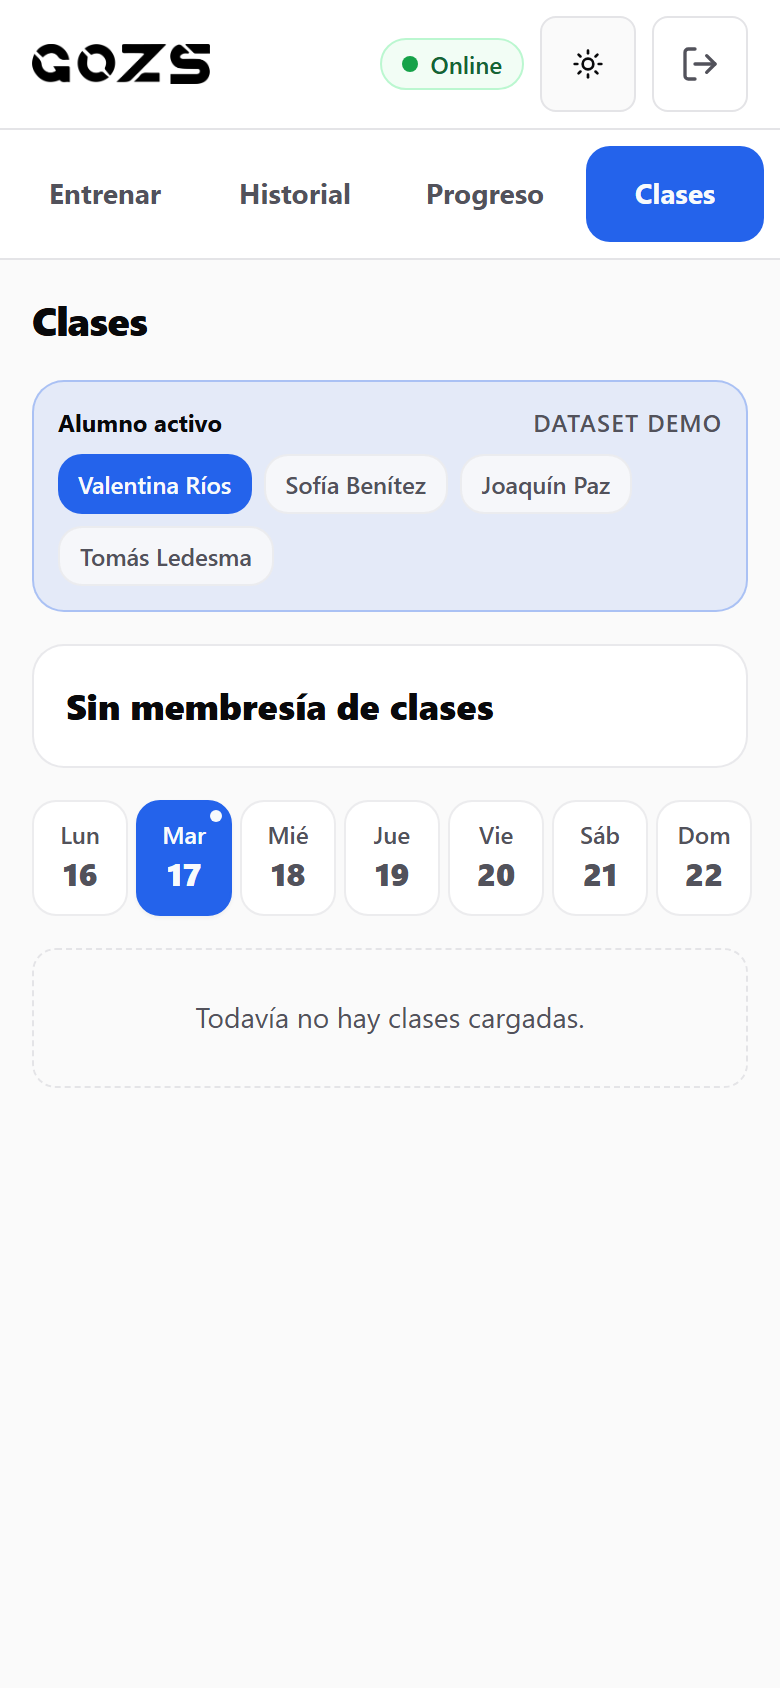 GOZS
Online
Entrenar Historial Progreso Clases
Clases
Alumno activo DATASET DEMO
Valentina Ríos Sofía Benítez Joaquín Paz
Tomás Ledesma
Sin membresía de clases
Lun Mar Mié Jue Vie Sáb Dom
16 17 18 19 20 21 22
Todavía no hay clases cargadas.